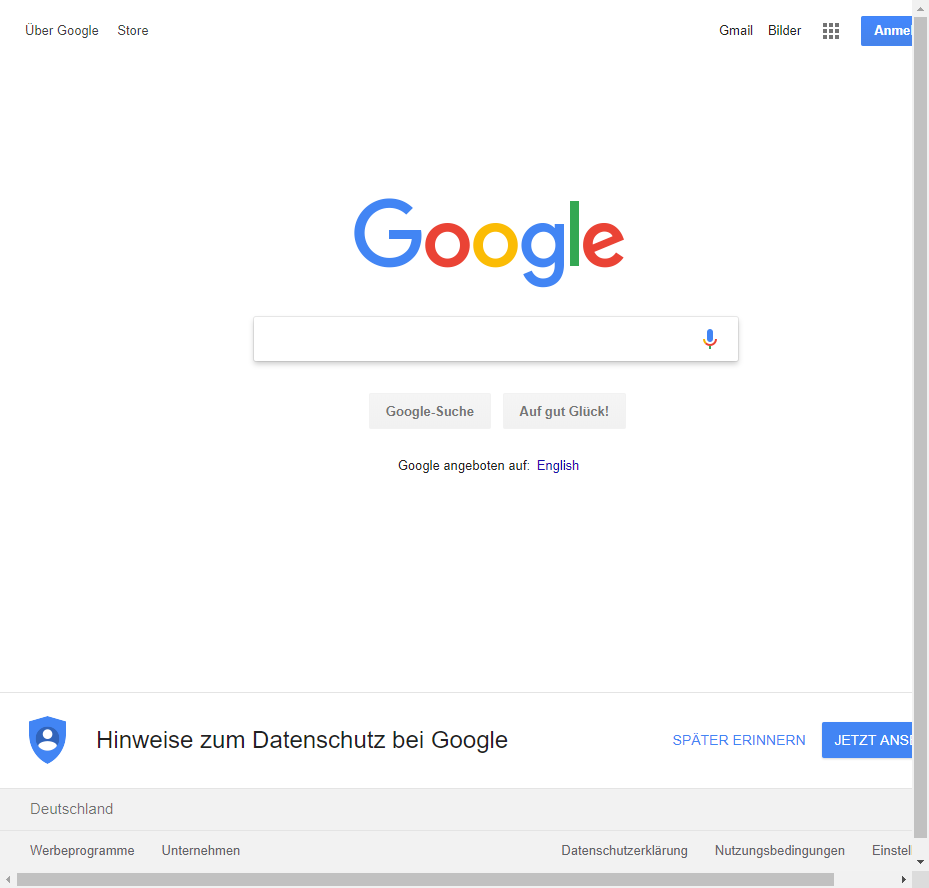 Über Google Store Gmail Bilder Anmel
Google
Google-Suche Auf gut Glück!
Google angeboten auf: English
Hinweise zum Datenschutz bei Google SPÄTER ERINNERN JETZT ANSE
Deutschland
Werbeprogramme Unternehmen Datenschutzerklärung Nutzungsbedingungen Einstel